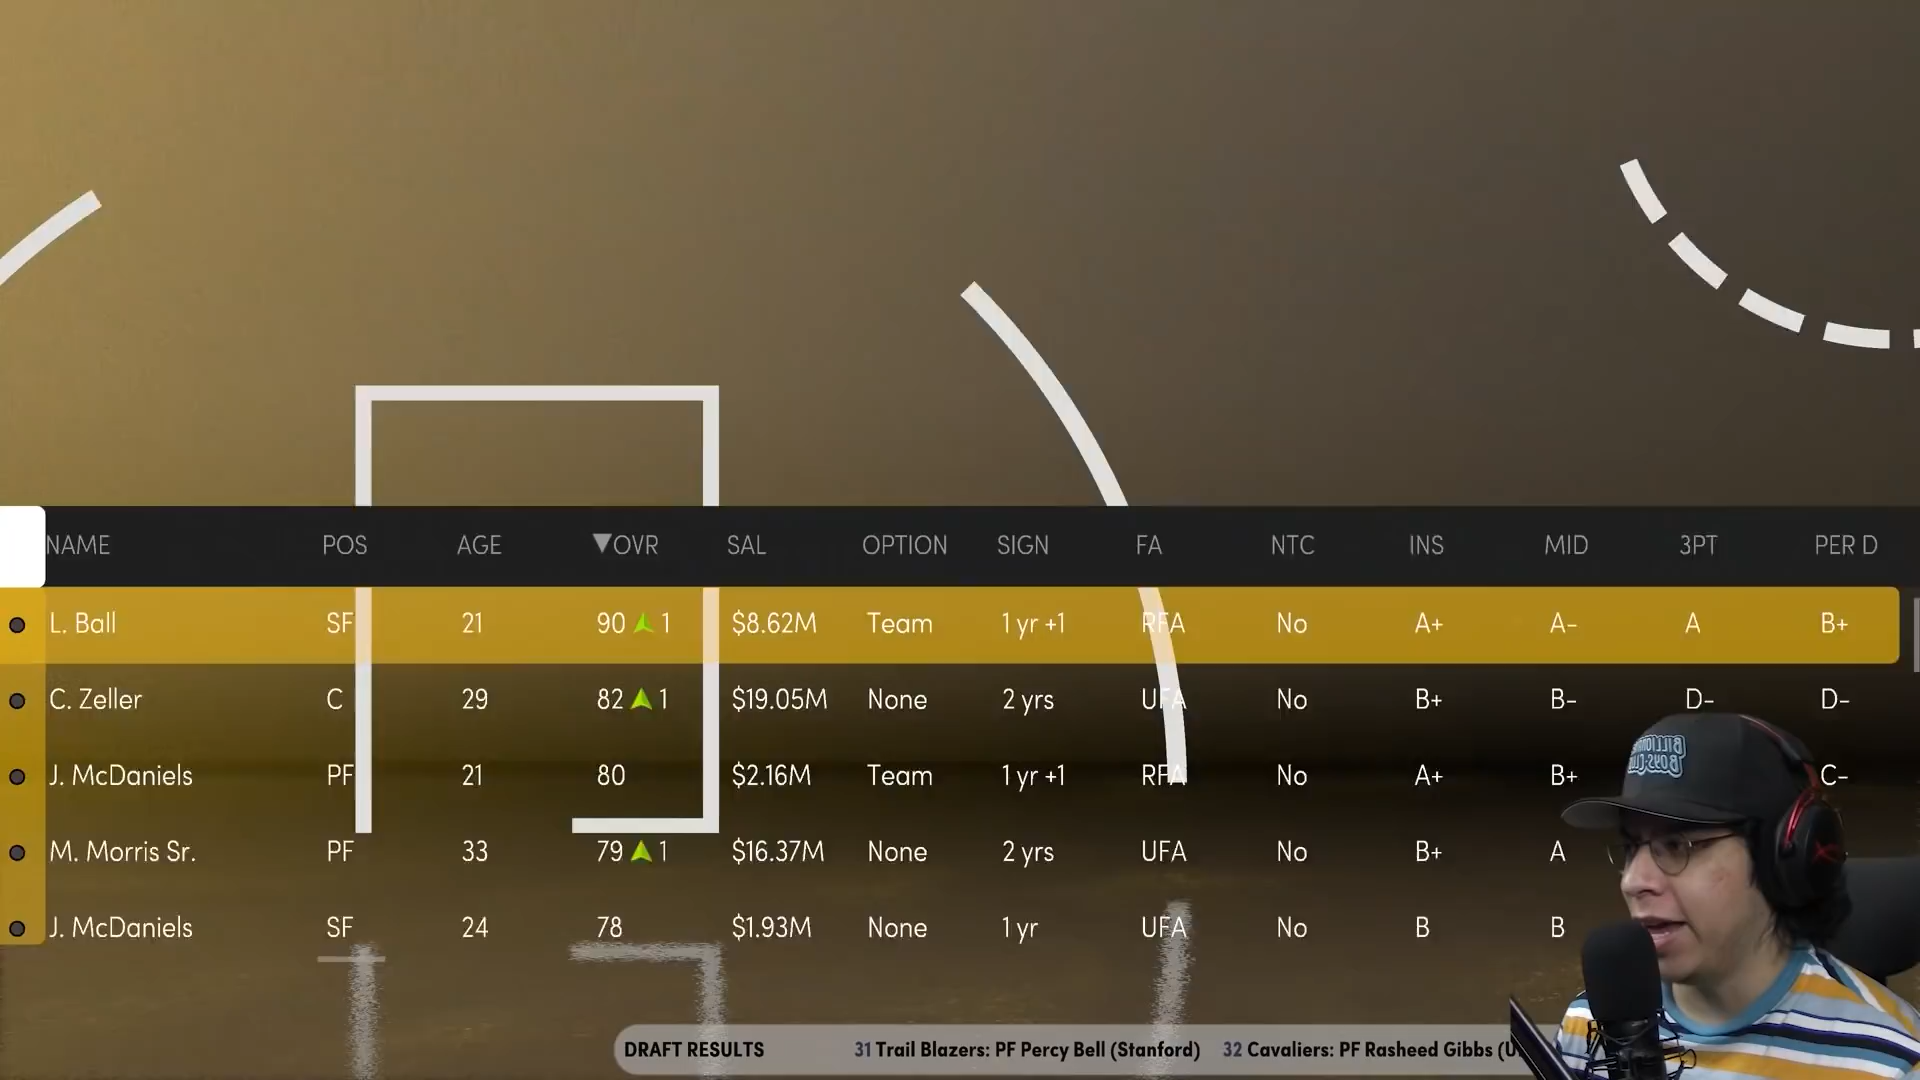 NAME POS AGE ▼OVR SAL OPTION SIGN FA NTC INS MID 3PT PER D
L. Ball SF 21 90 ▲ 1 $8.62M Team 1 yr +1 RFA No A+ A- A B+
C. Zeller C 29 82 ▲ 1 $19.05M None 2 yrs UFA No B+ B- D- D-
J. McDaniels PF 21 80 $2.16M Team 1 yr +1 RFA No A+ B+ C-
M. Morris Sr. PF 33 79 ▲ 1 $16.37M None 2 yrs UFA No B+ A
J. McDaniels SF 24 78 $1.93M None 1 yr UFA No B B
BILLIONAIRE
BOYS CLUB
DRAFT RESULTS 31 Trail Blazers: PF Percy Bell (Stanford) 32 Cavaliers: PF Rasheed Gibbs (U